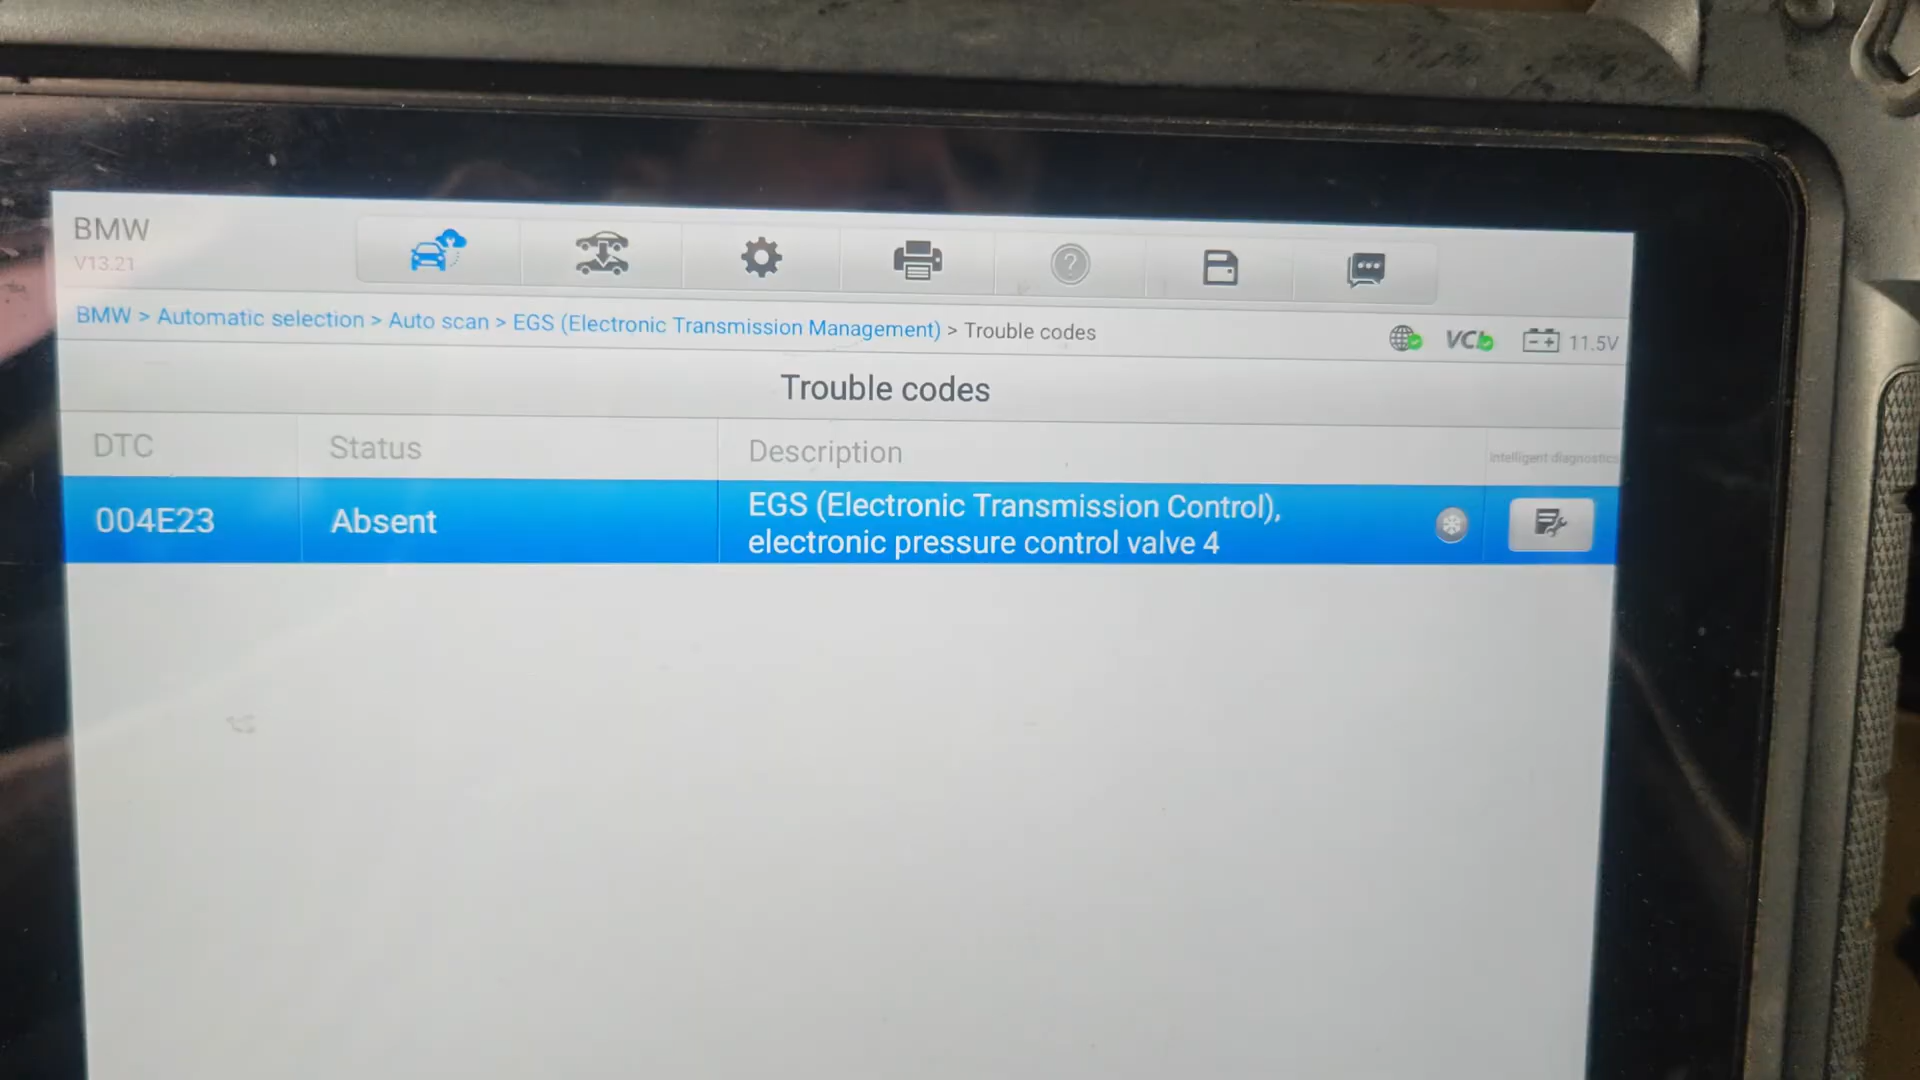 BMW
V13.21
BMW > Automatic selection > Auto scan > EGS (Electronic Transmission Management) > Trouble codes
VCI
11.5V
Trouble codes
DTC Status Description intelligent diagnostics
004E23 Absent EGS (Electronic Transmission Control),
electronic pressure control valve 4